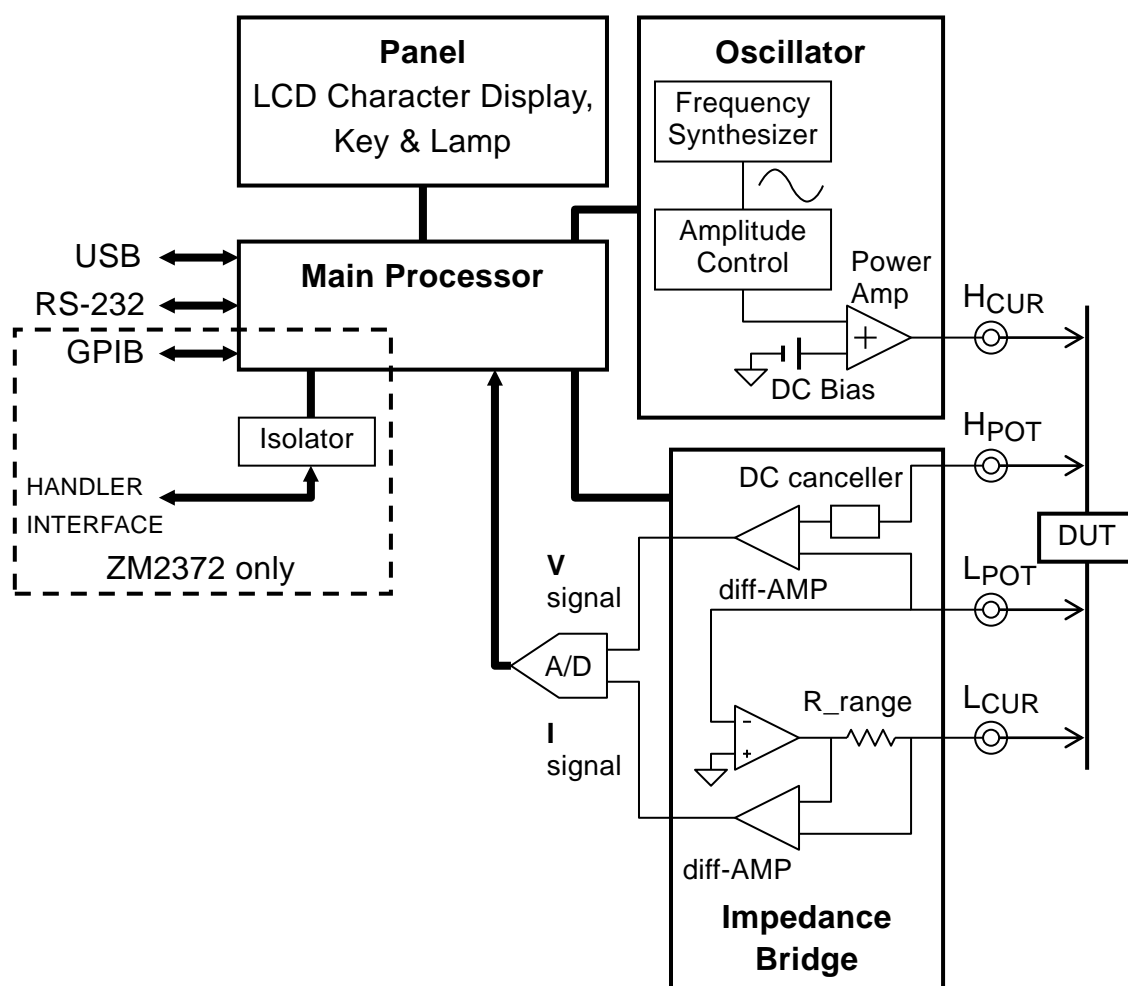 Panel
LCD Character Display,
Key & Lamp
Oscillator
Frequency
Synthesizer
Amplitude
Control
Power
Amp
DC Bias
USB
RS-232
GPIB
Main Processor
Isolator
HANDLER
INTERFACE
ZM2372 only
HCUR
HPOT
DUT
LPOT
LCUR
DC canceller
diff-AMP
V
signal
A/D
I
signal
R_range
-
+
diff-AMP
Impedance
Bridge